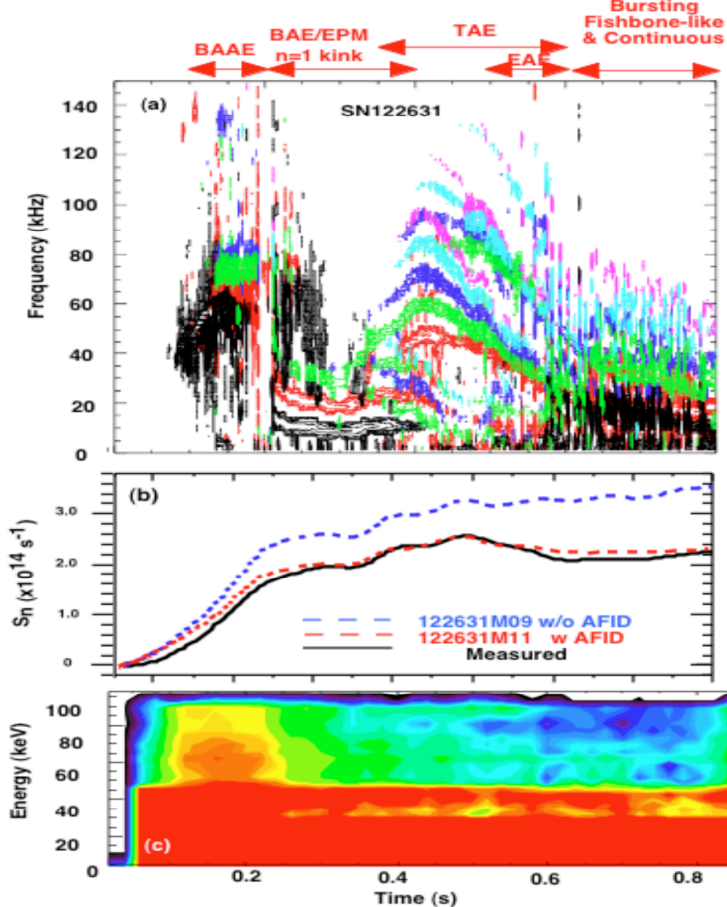 Bursting
Fishbone-like
& Continuous
BAE/EPM
n=1 kink
TAE
BAAE
EAE
(a)
SN122631
140
120
100
80
60
40
20
0
Frequency (kHz)
(b)
3.0
2.0
1.0
0
Sn (x10^14 s^-1)
122631M09 w/o AFID
122631M11 w AFID
Measured
100
80
60
40
20
0
Energy (keV)
(c)
0.2 0.4 0.6 0.8
Time (s)